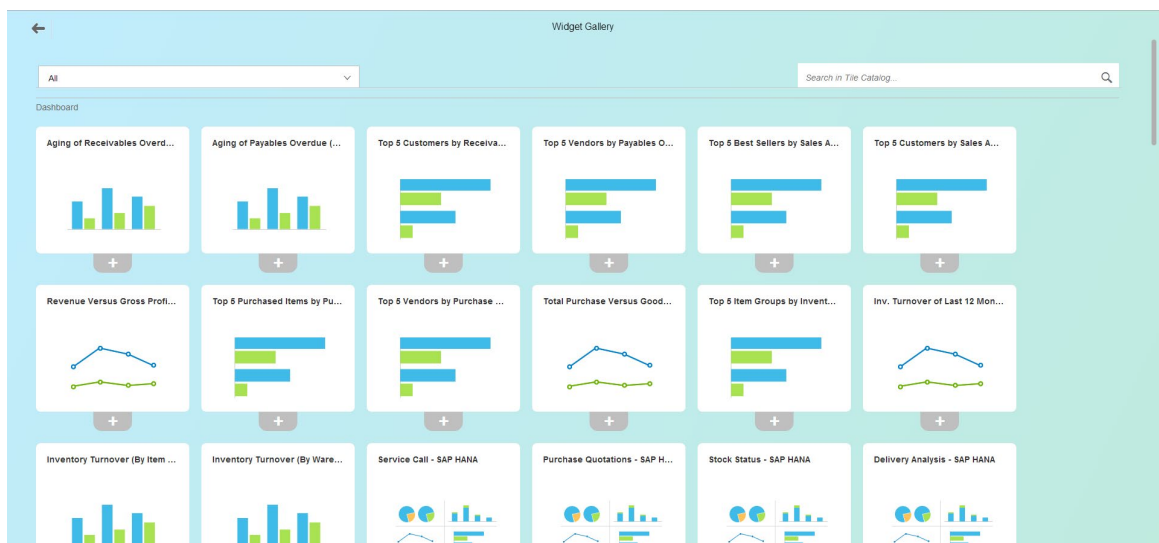 Widget Gallery
All
Search in Tile Catalog...
Dashboard
Aging of Receivables Overd...
Aging of Payables Overdue (...
Top 5 Customers by Receiva...
Top 5 Vendors by Payables O...
Top 5 Best Sellers by Sales A...
Top 5 Customers by Sales A...
Revenue Versus Gross Profi...
Top 5 Purchased Items by Pu...
Top 5 Vendors by Purchase ...
Total Purchase Versus Good...
Top 5 Item Groups by Invent...
Inv. Turnover of Last 12 Mon...
Inventory Turnover (By Item ...
Inventory Turnover (By Ware...
Service Call - SAP HANA
Purchase Quotations - SAP H...
Stock Status - SAP HANA
Delivery Analysis - SAP HANA